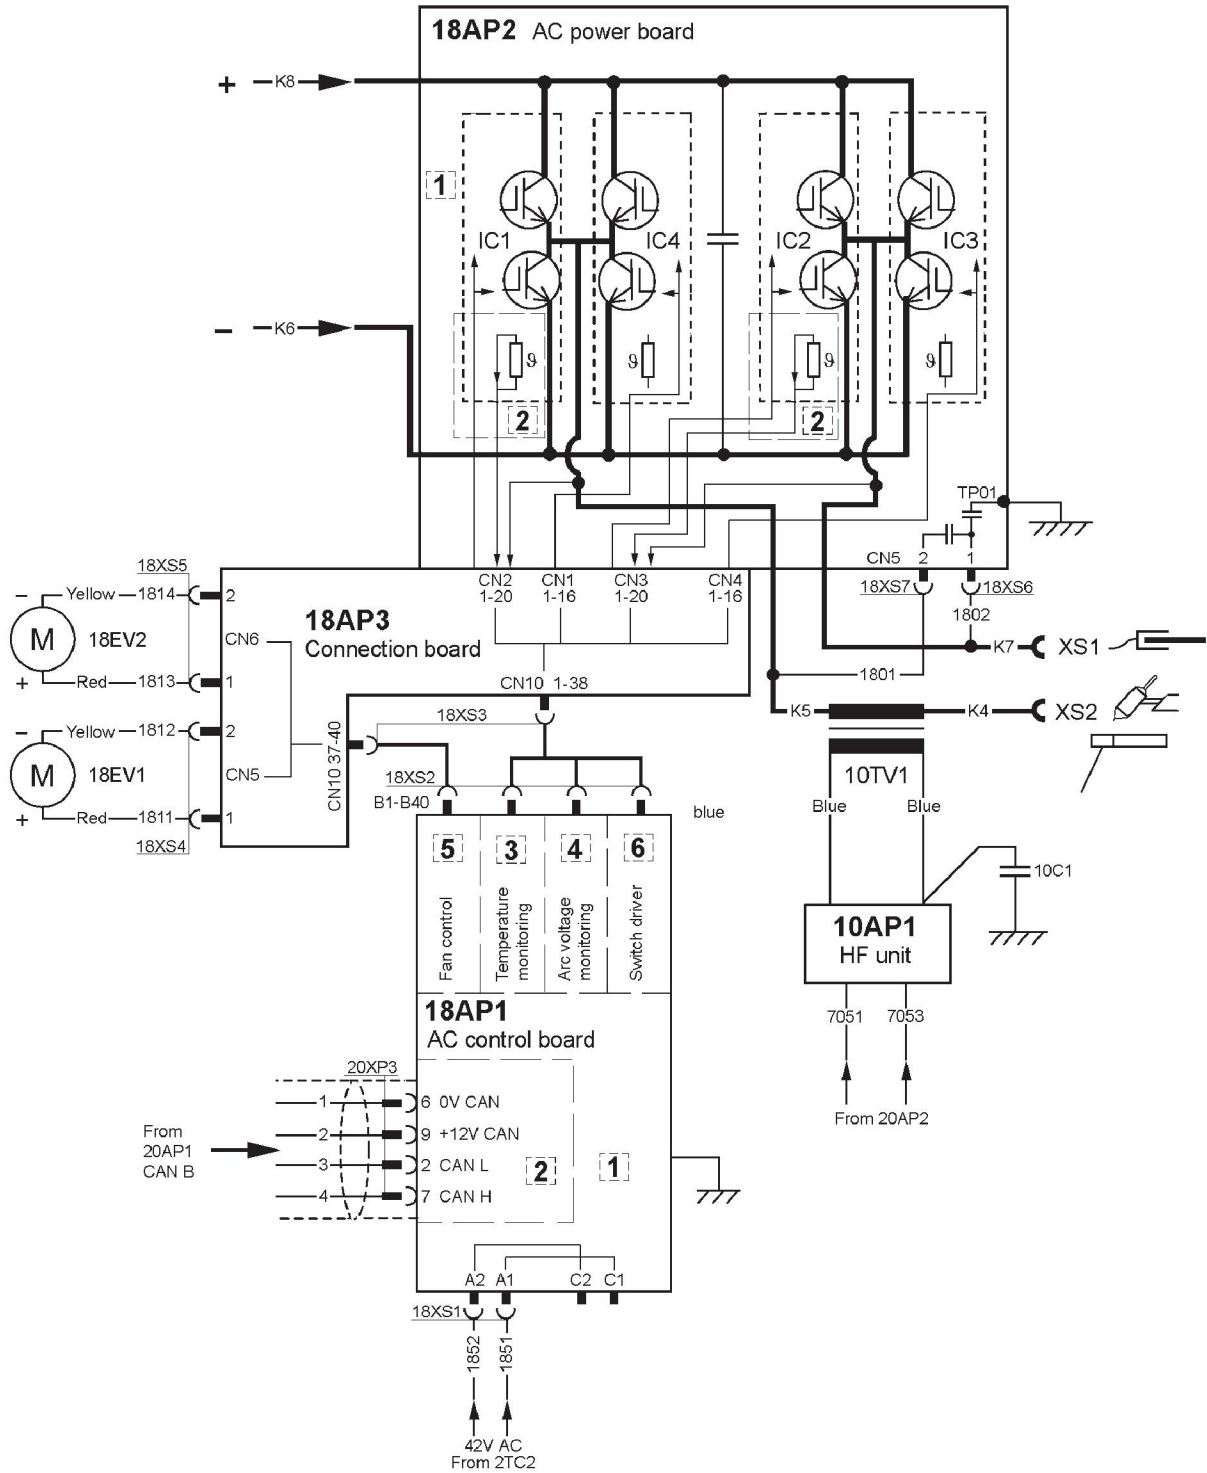 18AP2 AC power board
+ K8
1
IC1
IC4
IC2
IC3
- K6
ϑ
ϑ
ϑ
ϑ
2
2
TP01
CN5 2 1
18XS7
18XS6
1802
CN2
1-20
CN1
1-16
CN3
1-20
CN4
1-16
18XS5
- Yellow 1814 2
M 18EV2
+ Red 1813 1
18AP3
Connection board
CN6
CN5
CN10 1-38
CN10 37-40
18XS3
- Yellow 1812 2
M 18EV1
+ Red 1811 1
18XS4
K7 XS1
1801
K5
K4 XS2
10TV1
Blue
Blue
10C1
10AP1
HF unit
7051
7053
From 20AP2
18XS2
B1-B40
blue
5
3
4
6
Fan control
Temperature
monitoring
Arc voltage
monitoring
Switch driver
18AP1
AC control board
20XP3
From
20AP1
CAN B
1 6 0V CAN
2 9 +12V CAN
3 2 CAN L
4 7 CAN H
2
1
A2 A1 C2 C1
18XS1
1852
1851
42V AC
From 2TC2